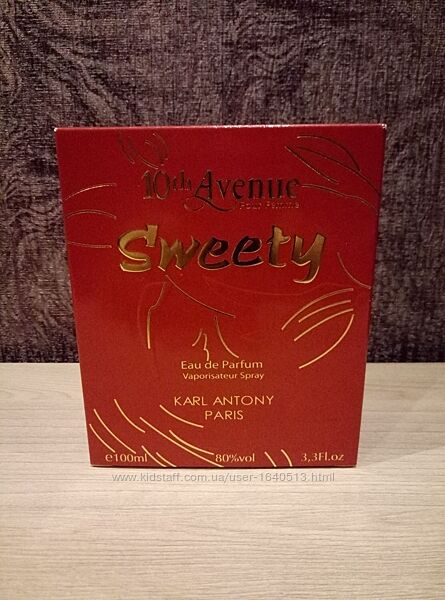 10th Avenue
Pour Femme
Sweety
Eau de Parfum
Vaporisateur Spray
KARL ANTONY
PARIS
e100ml 80%vol 3,3Fl.oz
www.kidstaff.com.ua/user-1640513.html